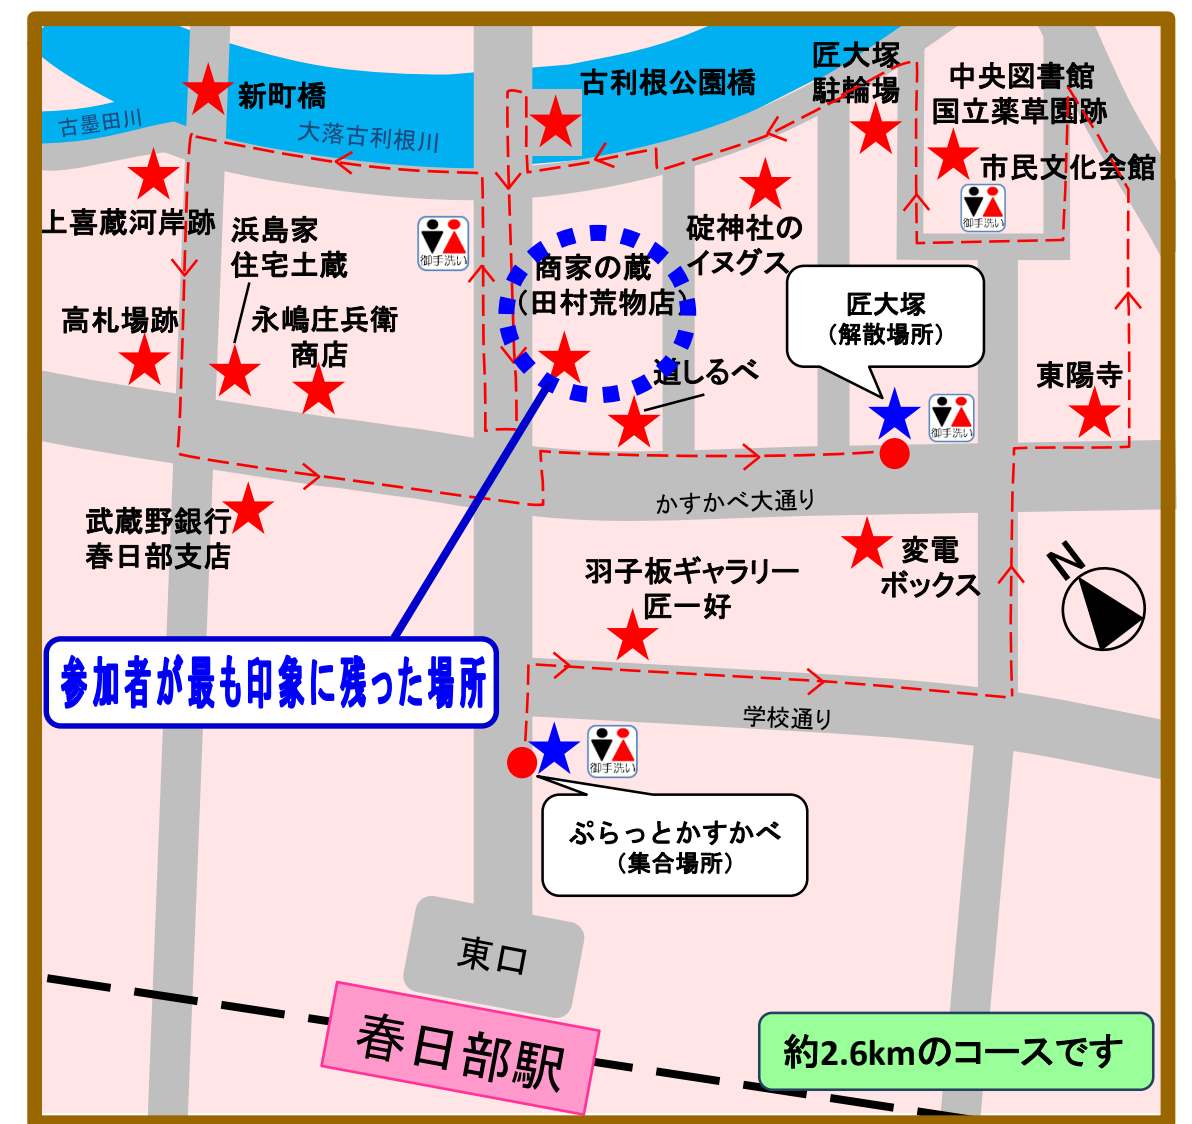 匠大塚
駐輪場
古利根公園橋
中央図書館
国立薬草園跡
新町橋
古墨田川
大落古利根川
市民文化会館
御手洗い
上喜蔵河岸跡
浜島家
住宅土蔵
御手洗い
碇神社の
イヌグス
商家の蔵
（田村荒物店）
匠大塚
（解散場所）
高札場跡
永嶋庄兵衛
商店
道しるべ
東陽寺
御手洗い
かすかべ大通り
武蔵野銀行
春日部支店
変電
ボックス
羽子板ギャラリー
匠一好
N
参加者が最も印象に残った場所
学校通り
御手洗い
ぷらっとかすかべ
（集合場所）
東口
春日部駅
約2.6kmのコースです